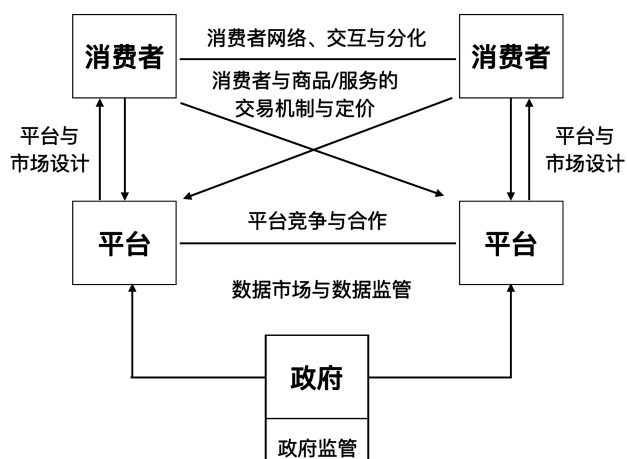 消费者
消费者网络、交互与分化
消费者
消费者与商品/服务的
交易机制与定价
平台与
市场设计
平台与
市场设计
平台
平台竞争与合作
平台
数据市场与数据监管
政府
政府监管